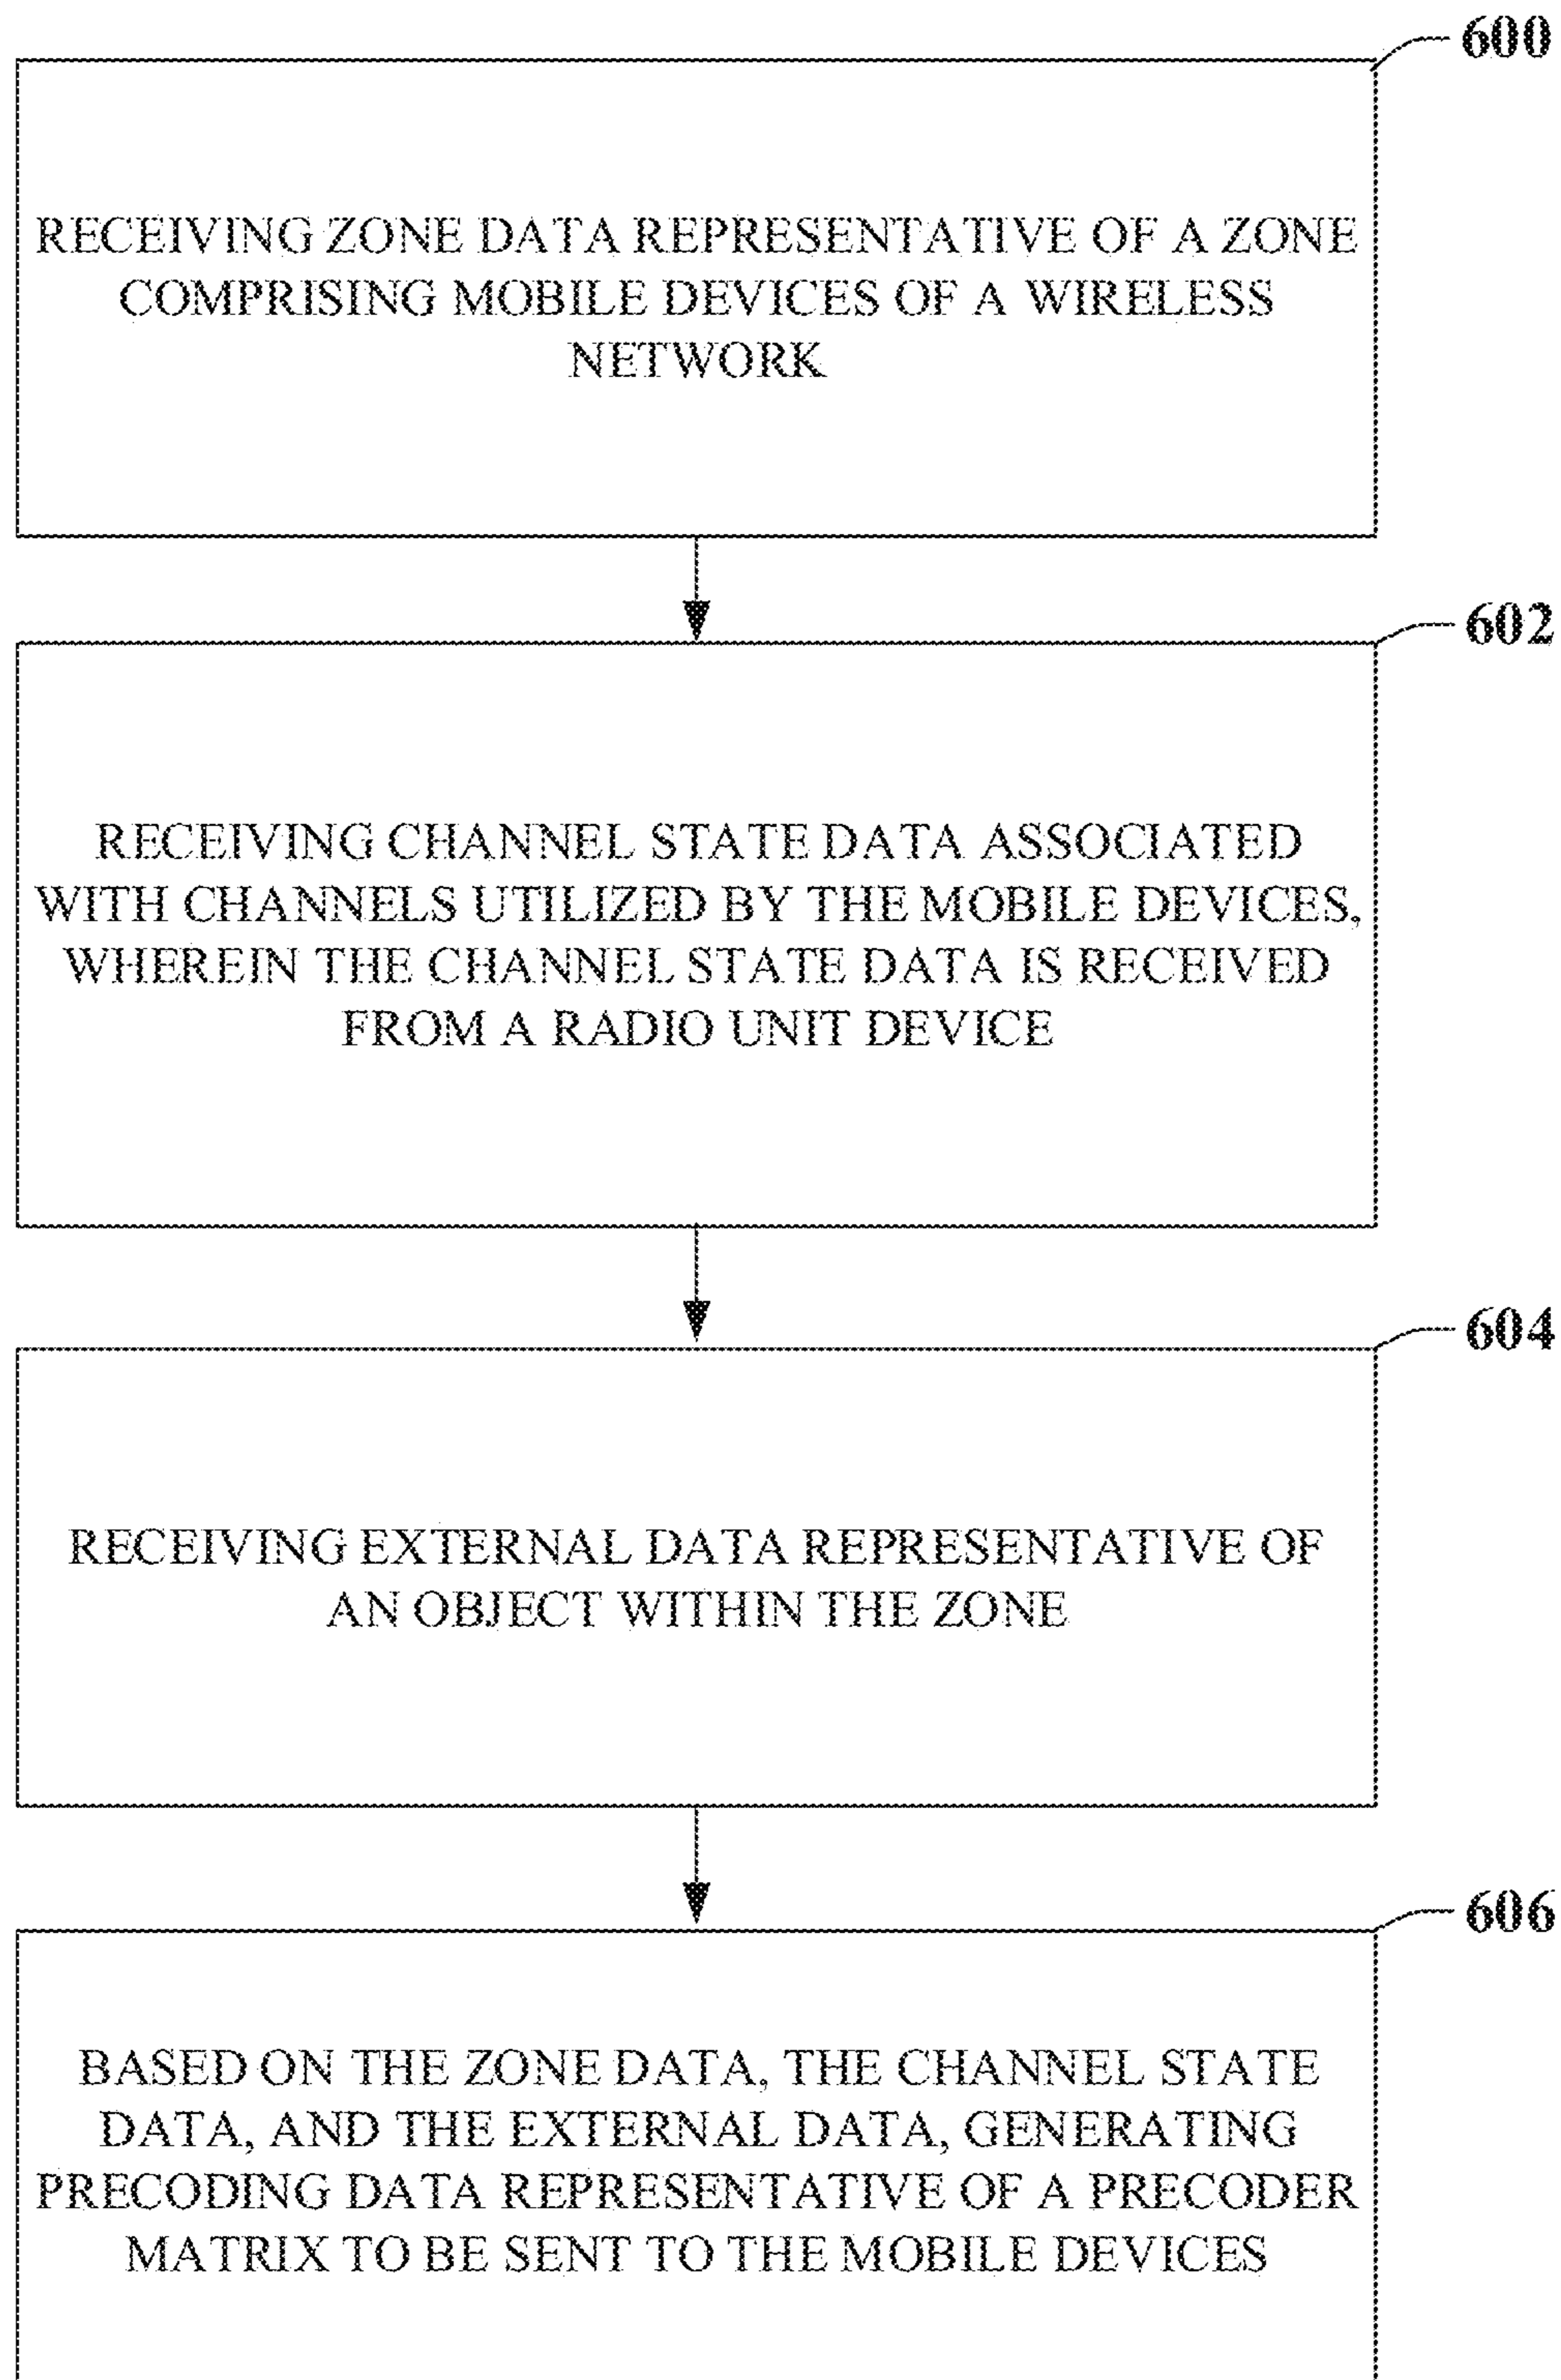 600
RECEIVING ZONE DATA REPRESENTATIVE OF A ZONE
COMPRISING MOBILE DEVICES OF A WIRELESS
NETWORK
602
RECEIVING CHANNEL STATE DATA ASSOCIATED
WITH CHANNELS UTILIZED BY THE MOBILE DEVICES,
WHEREIN THE CHANNEL STATE DATA IS RECEIVED
FROM A RADIO UNIT DEVICE
604
RECEIVING EXTERNAL DATA REPRESENTATIVE OF
AN OBJECT WITHIN THE ZONE
606
BASED ON THE ZONE DATA, THE CHANNEL STATE
DATA, AND THE EXTERNAL DATA, GENERATING
PRECODING DATA REPRESENTATIVE OF A PRECODER
MATRIX TO BE SENT TO THE MOBILE DEVICES